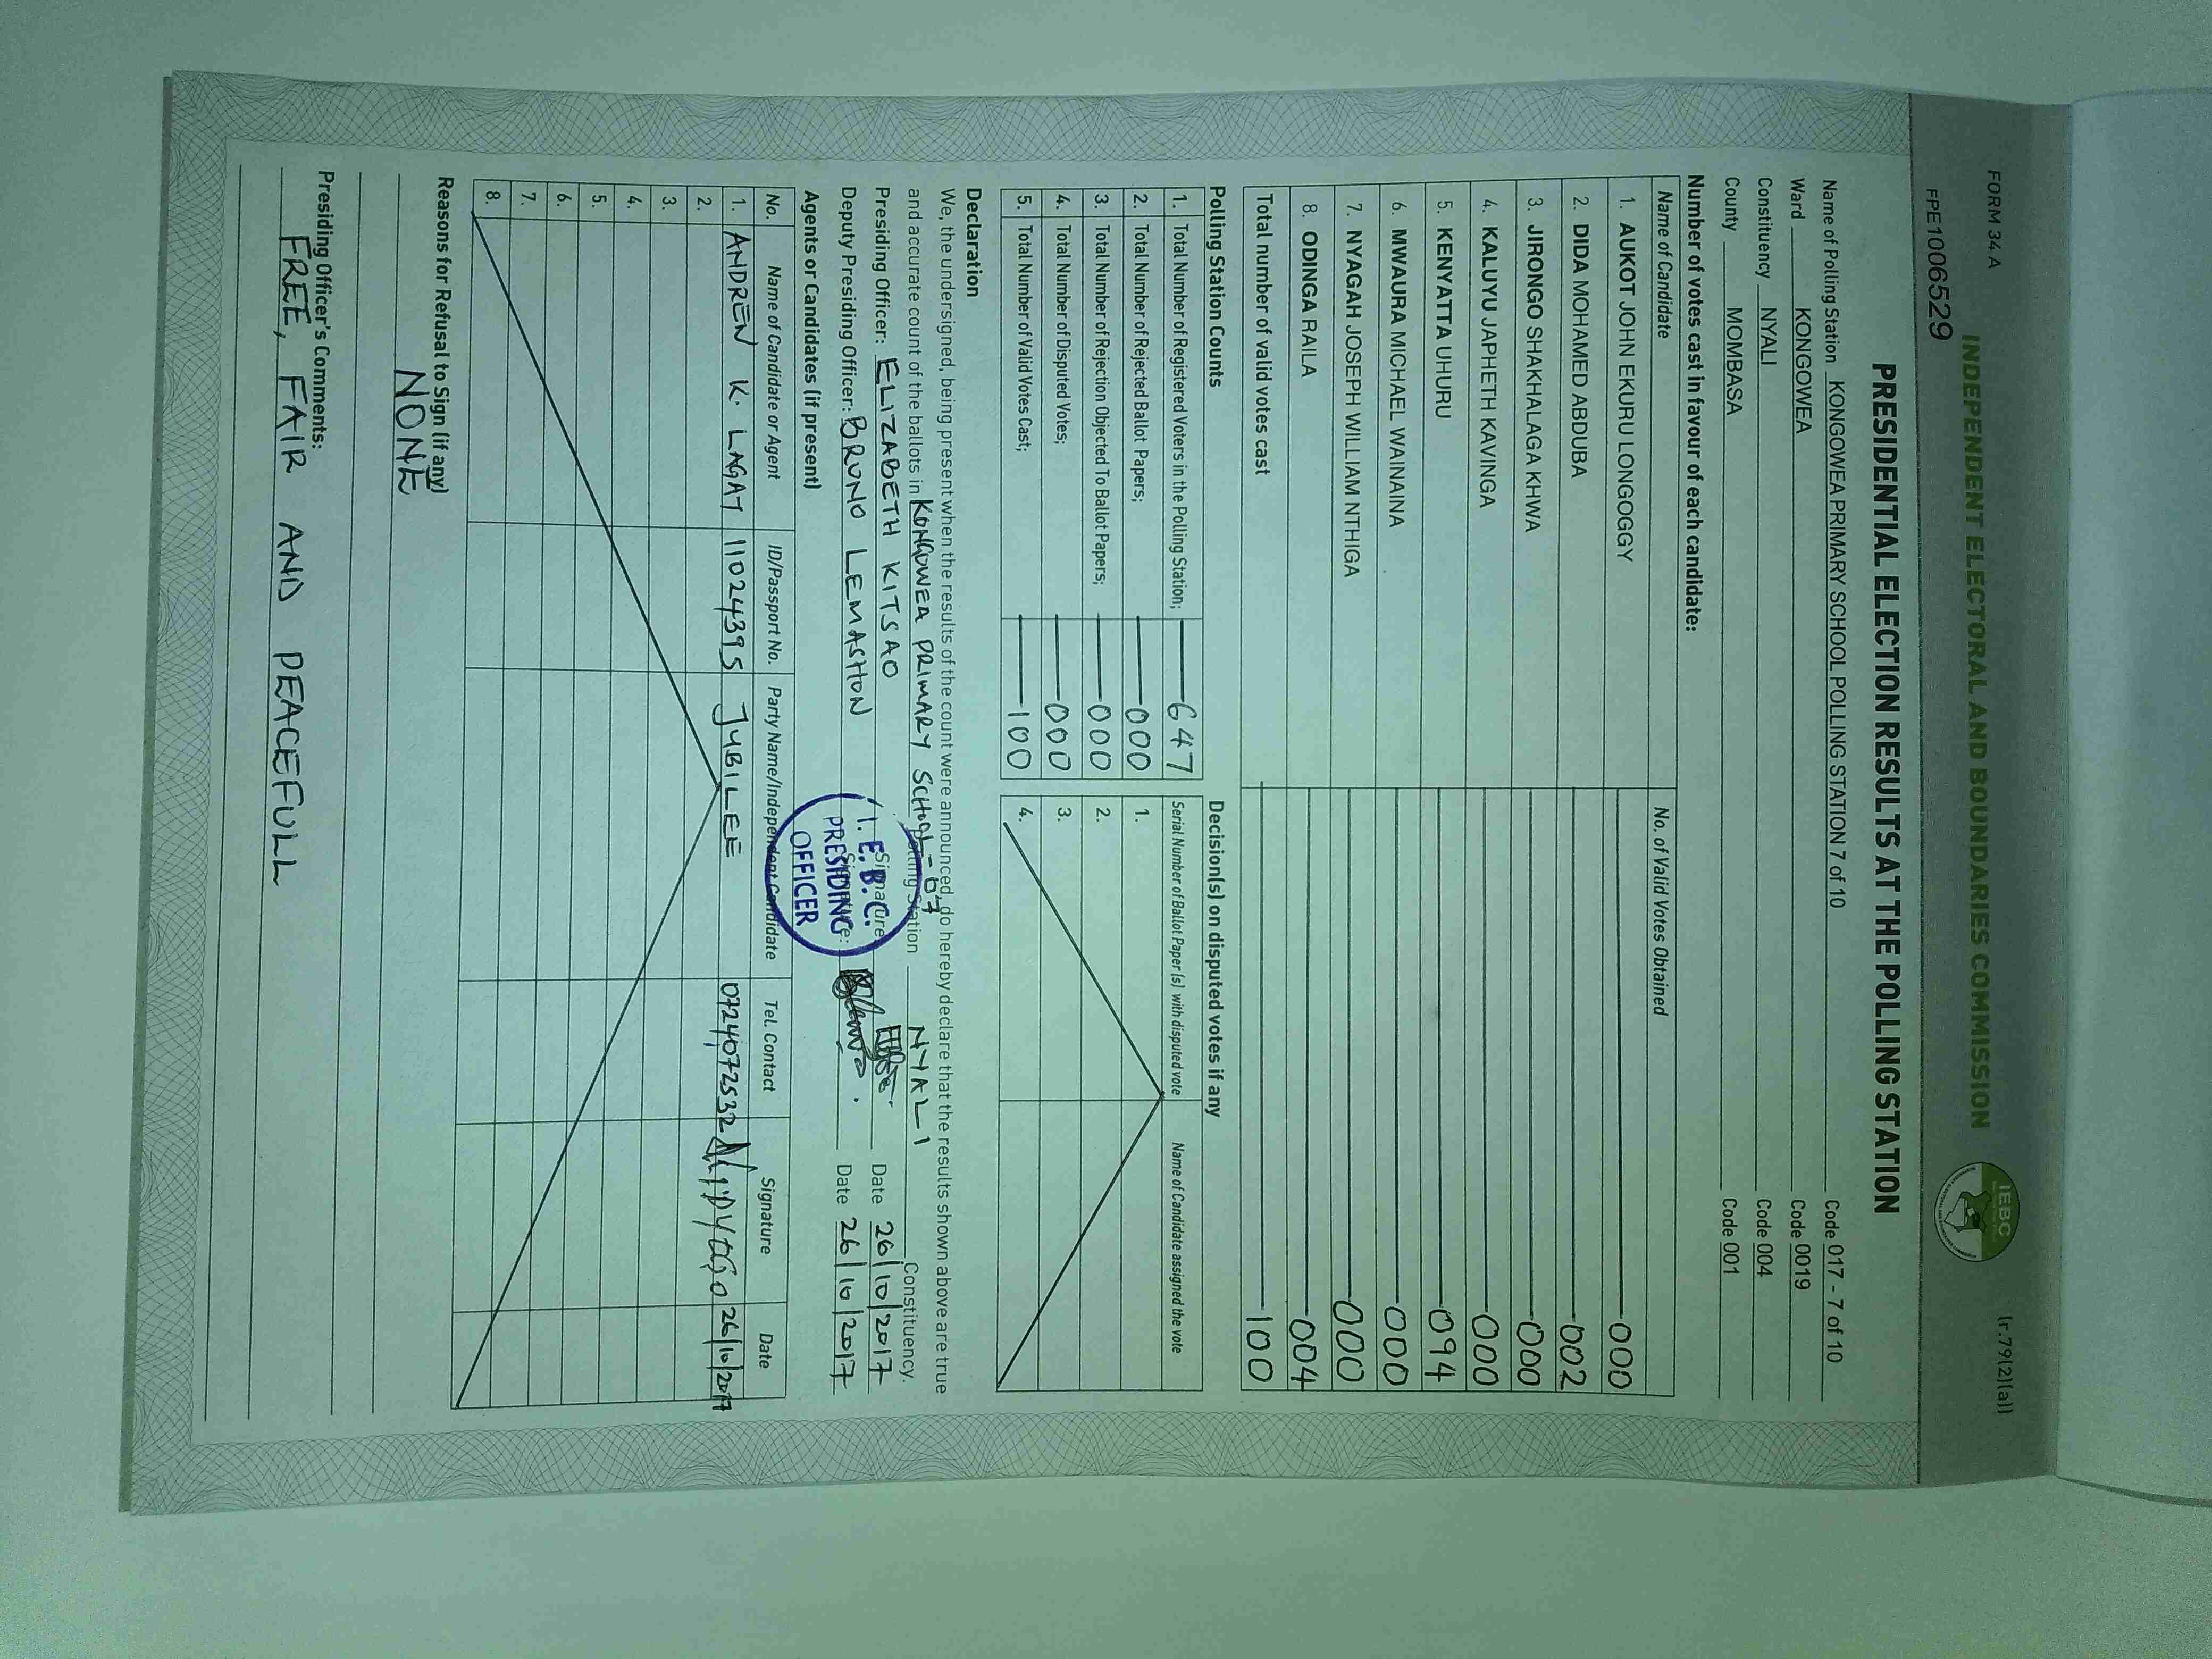 FORM 34 A
(r.79(2)(a))
INDEPENDENT ELECTORAL AND BOUNDARIES COMMISSION
IEBC
FPE1006529
PRESIDENTIAL ELECTION RESULTS AT THE POLLING STATION
Name of Polling Station KONGOWEA PRIMARY SCHOOL POLLING STATION 7 of 10 Code 017 - 7 of 10
Ward KONGOWEA Code 0019
Constituency NYALI Code 004
County MOMBASA Code 001
Number of votes cast in favour of each candidate:
Name of Candidate No. of Valid Votes Obtained
1. AUKOT JOHN EKURU LONGOGGY 000
2. DIDA MOHAMED ABDUBA 002
3. JIRONGO SHAKHALAGA KHWA 000
4. KALUYU JAPHETH KAVINGA 000
5. KENYATTA UHURU 094
6. MWAURA MICHAEL WAINAINA 000
7. NYAGAH JOSEPH WILLIAM NTHIGA 000
8. ODINGA RAILA 004
Total number of valid votes cast 100
Polling Station Counts
1. Total Number of Registered Voters in the Polling Station; 647
2. Total Number of Rejected Ballot Papers; 000
3. Total Number of Rejection Objected To Ballot Papers; 000
4. Total Number of Disputed Votes; 000
5. Total Number of Valid Votes Cast; 100
Decision(s) on disputed votes if any
Serial Number of Ballot Paper (s) with disputed vote Name of Candidate assigned the vote
1.
2.
3.
4.
Declaration
We, the undersigned, being present when the results of the count were announced, do hereby declare that the results shown above are true
and accurate count of the ballots in KONGOWEA PRIMARY SCHOOL - 07 Polling Station NYALI Constituency.
Presiding Officer: ELIZABETH KITSAO Signature: Date 26/10/2017
Deputy Presiding Officer: BRUNO LEMASHON Signature: Date 26/10/2017
I. E. B. C.
PRESIDING
OFFICER
Agents or Candidates (if present)
No. Name of Candidate or Agent ID/Passport No. Party Name/Independent Candidate Tel. Contact Signature Date
1. ANDREN K. LAGAT 11024395 JUBILEE 0724072532 26/10/2017
2.
3.
4.
5.
6.
7.
8.
Reasons for Refusal to Sign (if any)
NONE
Presiding Officer's Comments:
FREE, FAIR AND PEACEFULL